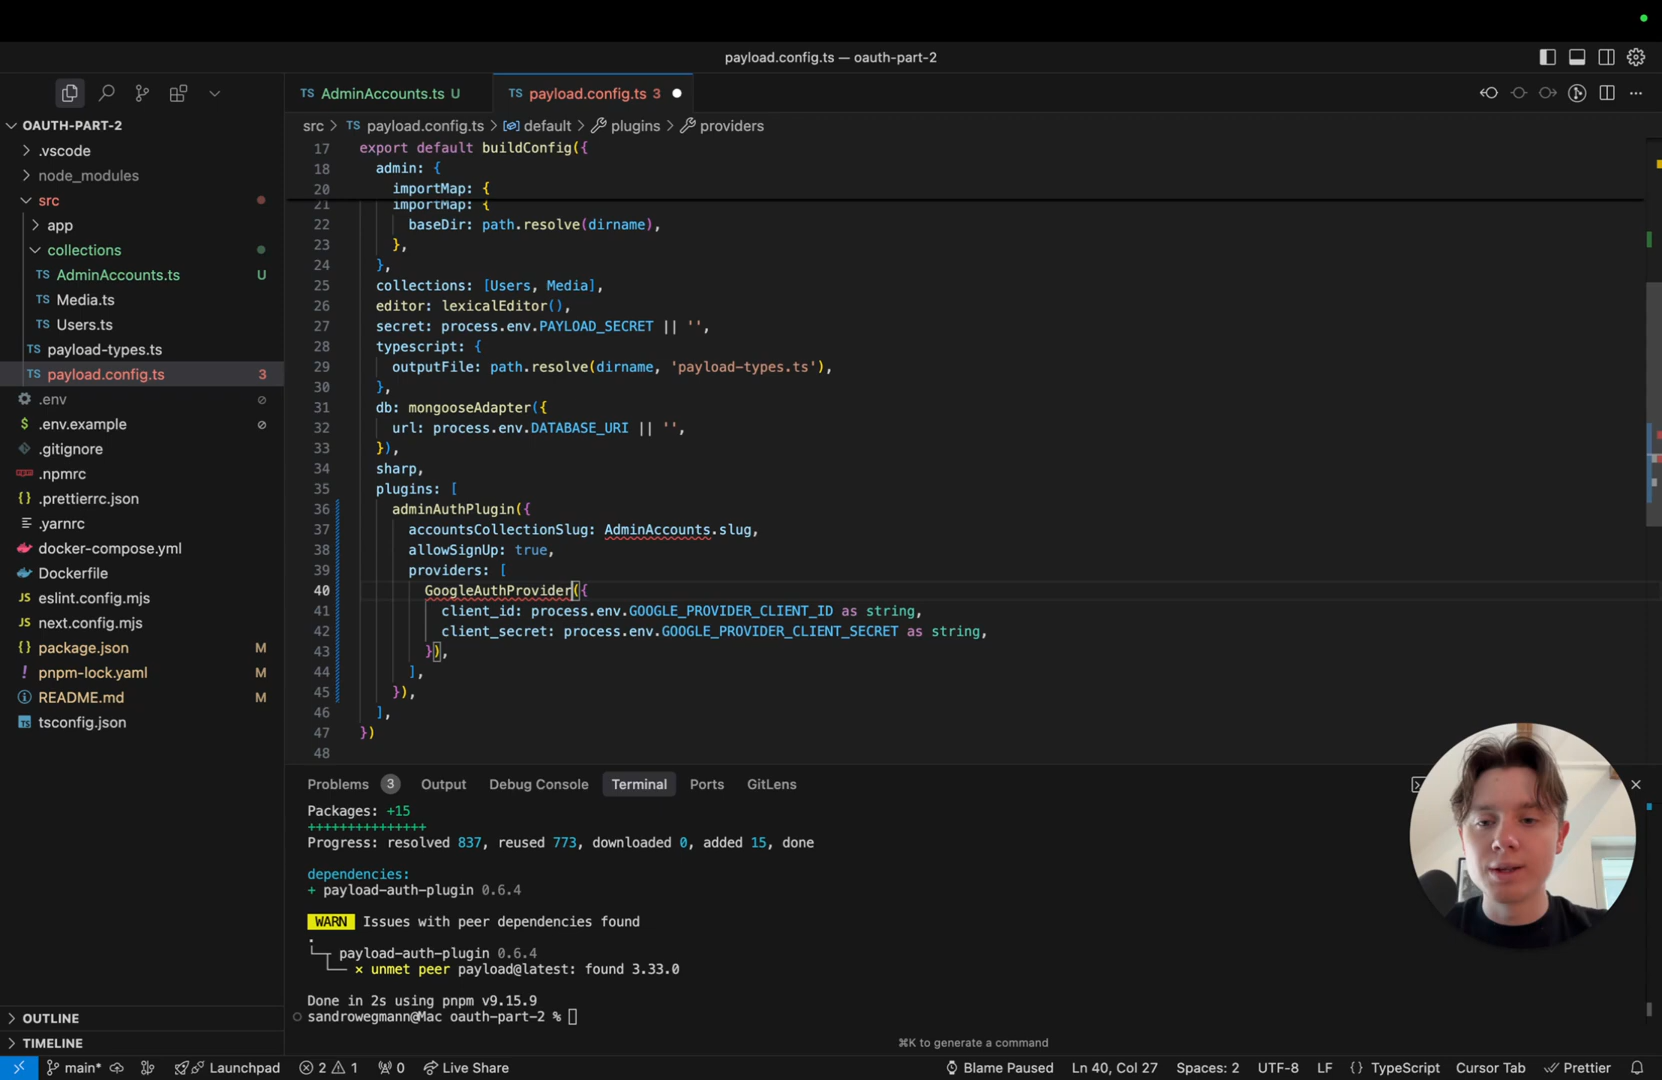 payload.config.ts — oauth-part-2
AdminAccounts.ts U
payload.config.ts 3
OAUTH-PART-2
.vscode
node_modules
src
app
collections
AdminAccounts.ts U
Media.ts
Users.ts
payload-types.ts
payload.config.ts 3
.env
.env.example
.gitignore
.npmrc
.prettierrc.json
.yarnrc
docker-compose.yml
Dockerfile
eslint.config.mjs
next.config.mjs
package.json M
pnpm-lock.yaml M
README.md M
tsconfig.json
OUTLINE
TIMELINE
src > TS payload.config.ts > default > plugins > providers
17 export default buildConfig({
18 admin: {
20 importMap: {
21 importMap: {
22 baseDir: path.resolve(dirname),
23 },
24 },
25 collections: [Users, Media],
26 editor: lexicalEditor(),
27 secret: process.env.PAYLOAD_SECRET || '',
28 typescript: {
29 outputFile: path.resolve(dirname, 'payload-types.ts'),
30 },
31 db: mongooseAdapter({
32 url: process.env.DATABASE_URI || '',
33 }),
34 sharp,
35 plugins: [
36 adminAuthPlugin({
37 accountsCollectionSlug: AdminAccounts.slug,
38 allowSignUp: true,
39 providers: [
40 GoogleAuthProvider({
41 client_id: process.env.GOOGLE_PROVIDER_CLIENT_ID as string,
42 client_secret: process.env.GOOGLE_PROVIDER_CLIENT_SECRET as string,
43 }),
44 ],
45 }),
46 ],
47 })
48
Problems 3 Output Debug Console Terminal Ports GitLens
Packages: +15
+++++++++++++++
Progress: resolved 837, reused 773, downloaded 0, added 15, done
dependencies:
+ payload-auth-plugin 0.6.4
WARN Issues with peer dependencies found
.
└─┬ payload-auth-plugin 0.6.4
└── × unmet peer payload@latest: found 3.33.0
Done in 2s using pnpm v9.15.9
sandrowegmann@Mac oauth-part-2 %
⌘K to generate a command
main* Launchpad 2 1 0 Live Share Blame Paused Ln 40, Col 27 Spaces: 2 UTF-8 LF {} TypeScript Cursor Tab Prettier